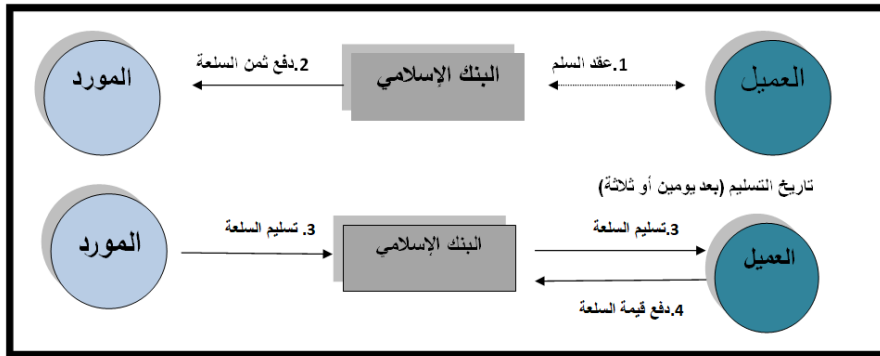 العميل
1.عقد السلم
البنك الإسلامي
2.دفع ثمن السلعة
المورد
تاريخ التسليم (بعد يومين أو ثلاثة)
العميل
3.تسليم السلعة
4.دفع قيمة السلعة
البنك الإسلامي
3. تسليم السلعة
المورد